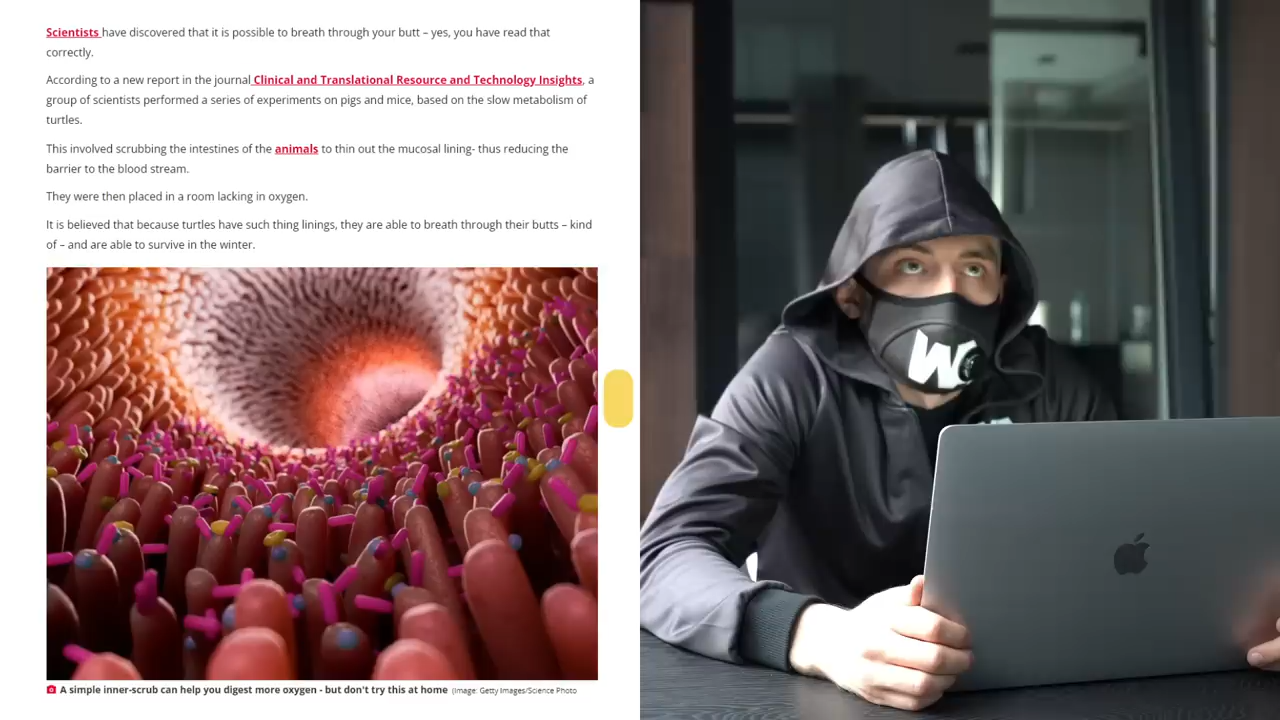 Scientists have discovered that it is possible to breath through your butt – yes, you have read that
correctly.
According to a new report in the journal Clinical and Translational Resource and Technology Insights, a
group of scientists performed a series of experiments on pigs and mice, based on the slow metabolism of
turtles.
This involved scrubbing the intestines of the animals to thin out the mucosal lining- thus reducing the
barrier to the blood stream.
They were then placed in a room lacking in oxygen.
It is believed that because turtles have such thing linings, they are able to breath through their butts – kind
of – and are able to survive in the winter.
A simple inner-scrub can help you digest more oxygen - but don't try this at home (Image: Getty Images/Science Photo